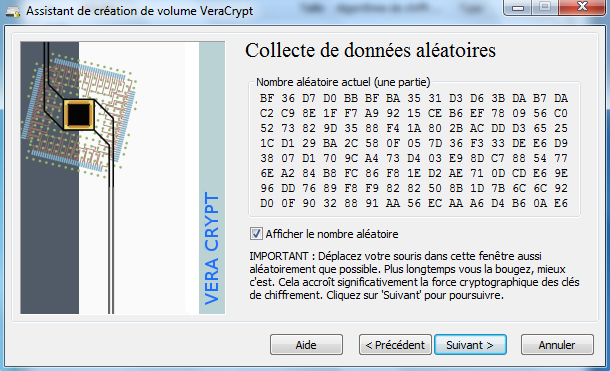 Assistant de création de volume VeraCrypt
Collecte de données aléatoires
Nombre aléatoire actuel (une partie)
BF 36 D7 D0 BB BF BA 35 31 D3 D6 3B DA B7 DA
C2 C9 8E 1F F7 A9 92 15 CE B6 EF 78 09 56 C0
52 73 82 9D 35 88 F4 1A 80 2B AC DD D3 65 25
1C D1 29 BA 2C 58 0F 05 7D 36 F3 33 DE E6 D9
38 07 D1 70 9C A4 73 D4 03 E9 8D C7 88 54 77
6E A2 84 B8 FC 86 F8 1E D2 AE 71 0D CD E6 9E
96 DD 76 89 F8 F9 82 82 50 8B 1D 7B 6C 6C 92
D0 0F 90 32 88 91 AA 56 EC AA A6 D4 B6 0A E6
Afficher le nombre aléatoire
IMPORTANT : Déplacez votre souris dans cette fenêtre aussi
aléatoirement que possible. Plus longtemps vous la bougez, mieux
c'est. Cela accroît significativement la force cryptographique des clés
de chiffrement. Cliquez sur 'Suivant' pour poursuivre.
VERA CRYPT
Aide
< Précédent
Suivant >
Annuler